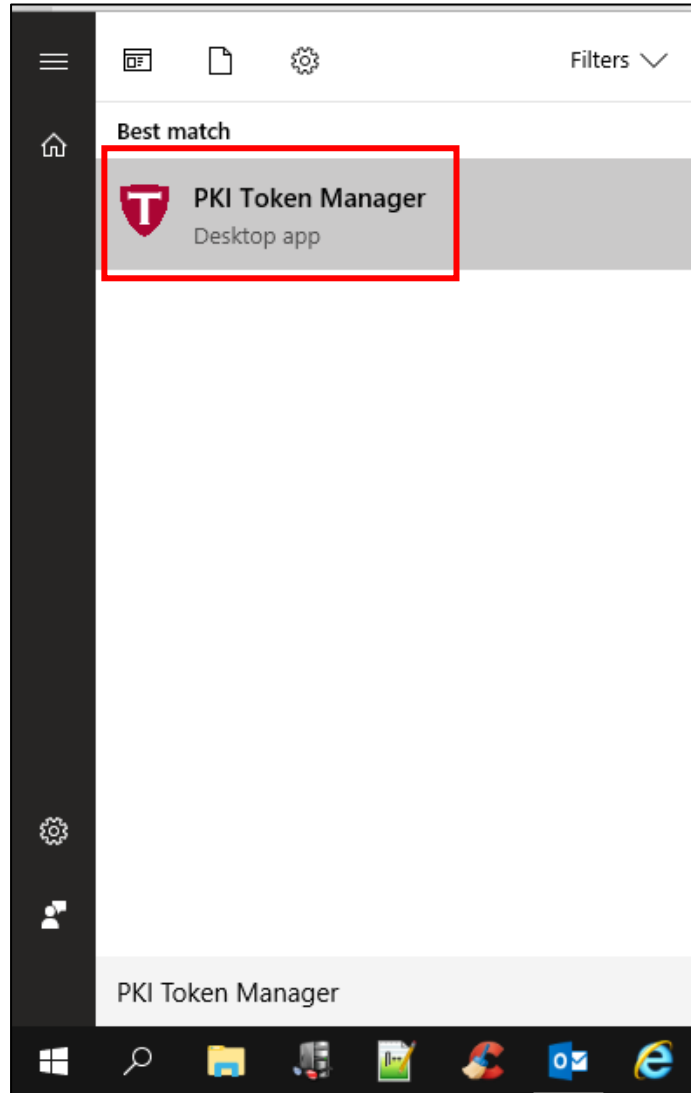 Filters
Best match
T
PKI Token Manager
Desktop app
PKI Token Manager